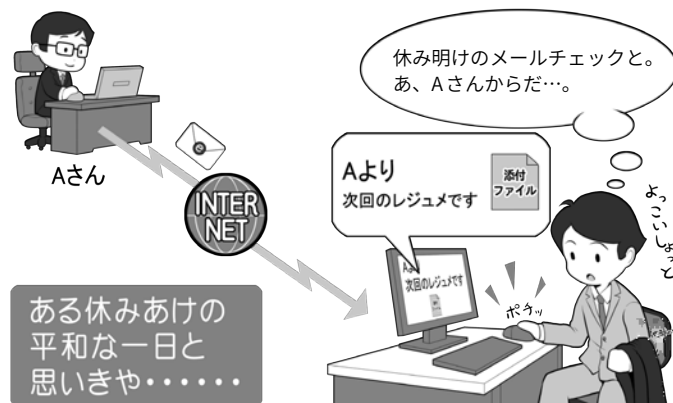 休み明けのメールチェックと。
あ、Aさんからだ…。
Aさん
INTER
NET
Aより
次回のレジュメです
添付
ファイル
よっこいしょっと
Aより
次回のレジュメです
ポチッ
ある休みあけの
平和な一日と
思いきや・・・・・・